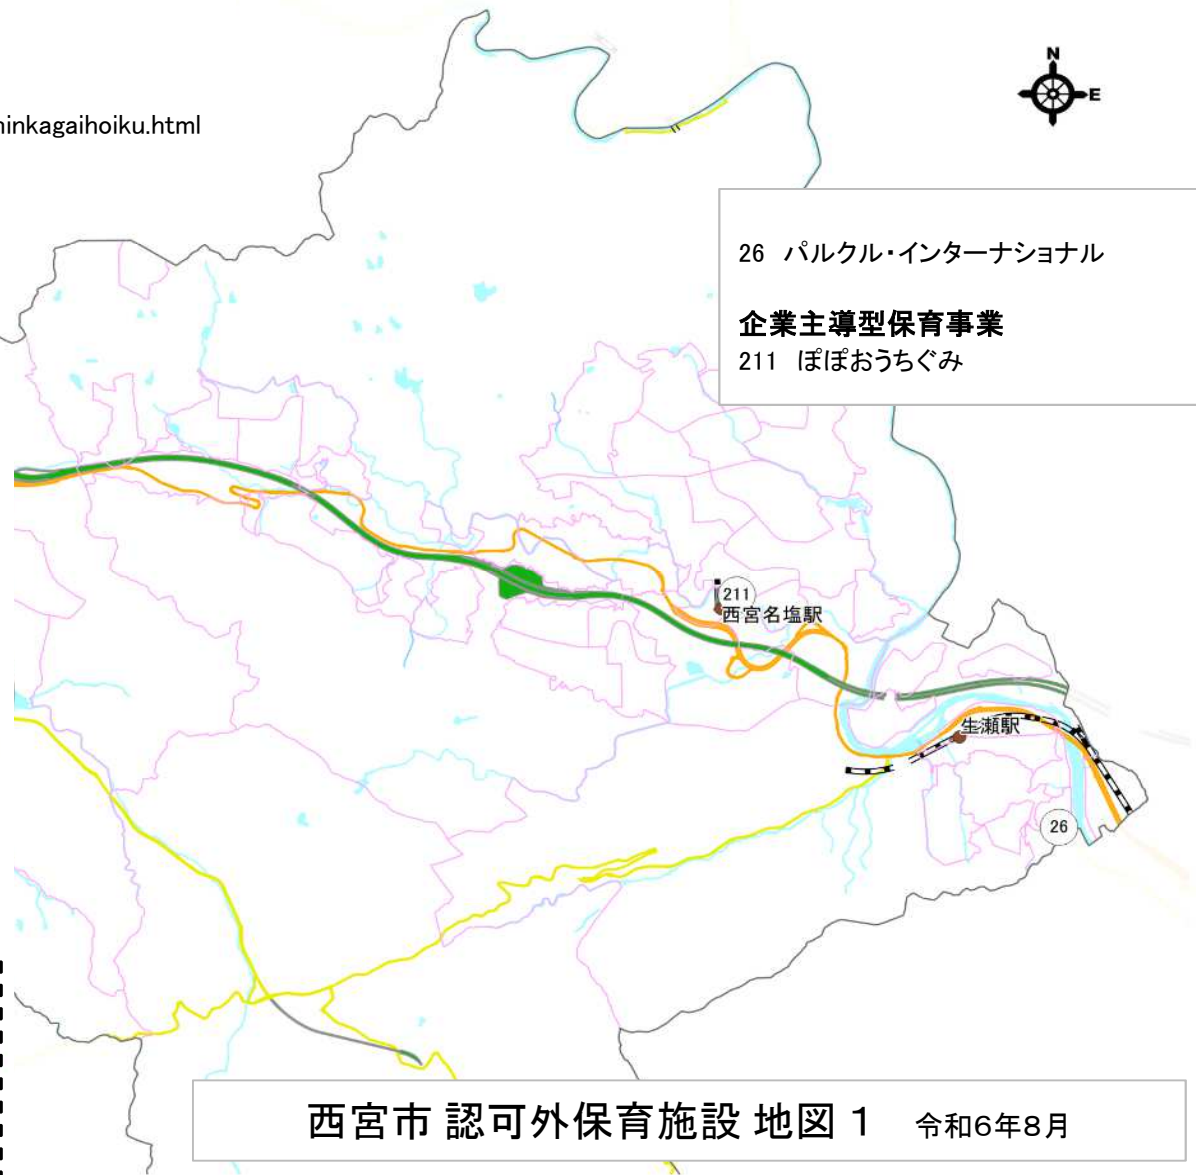 N
E
ninkagaihoiku.html
26 パルクル・インターナショナル
企業主導型保育事業
211 ぽぽおうちぐみ
211
西宮名塩駅
生瀬駅
26
西宮市 認可外保育施設 地図 1 令和6年8月